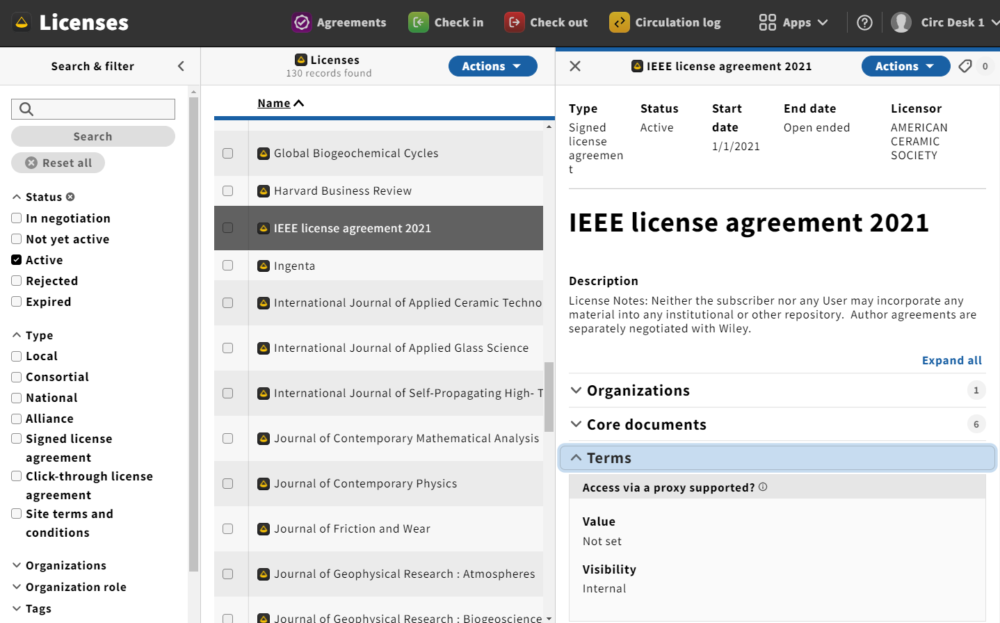 Licenses
Agreements
Check in
Check out
Circulation log
Apps
Circ Desk 1
Search & filter
Search
Reset all
Status
In negotiation
Not yet active
Active
Rejected
Expired
Type
Local
Consortial
National
Alliance
Signed license
agreement
Click-through license
agreement
Site terms and
conditions
Organizations
Organization role
Tags
Licenses
130 records found
Actions
Name
Global Biogeochemical Cycles
Harvard Business Review
IEEE license agreement 2021
Ingenta
International Journal of Applied Ceramic Techno
International Journal of Applied Glass Science
International Journal of Self-Propagating High- T
Journal of Contemporary Mathematical Analysis
Journal of Contemporary Physics
Journal of Friction and Wear
Journal of Geophysical Research : Atmospheres
Journal of Geophysical Research : Biogeoscience
IEEE license agreement 2021
Actions
0
Type
Signed
license
agreemen
t
Status
Active
Start
date
1/1/2021
End date
Open ended
Licensor
AMERICAN
CERAMIC
SOCIETY
IEEE license agreement 2021
Description
License Notes: Neither the subscriber nor any User may incorporate any
material into any institutional or other repository.  Author agreements are
separately negotiated with Wiley.
Expand all
Organizations
1
Core documents
6
Terms
Access via a proxy supported?
Value
Not set
Visibility
Internal